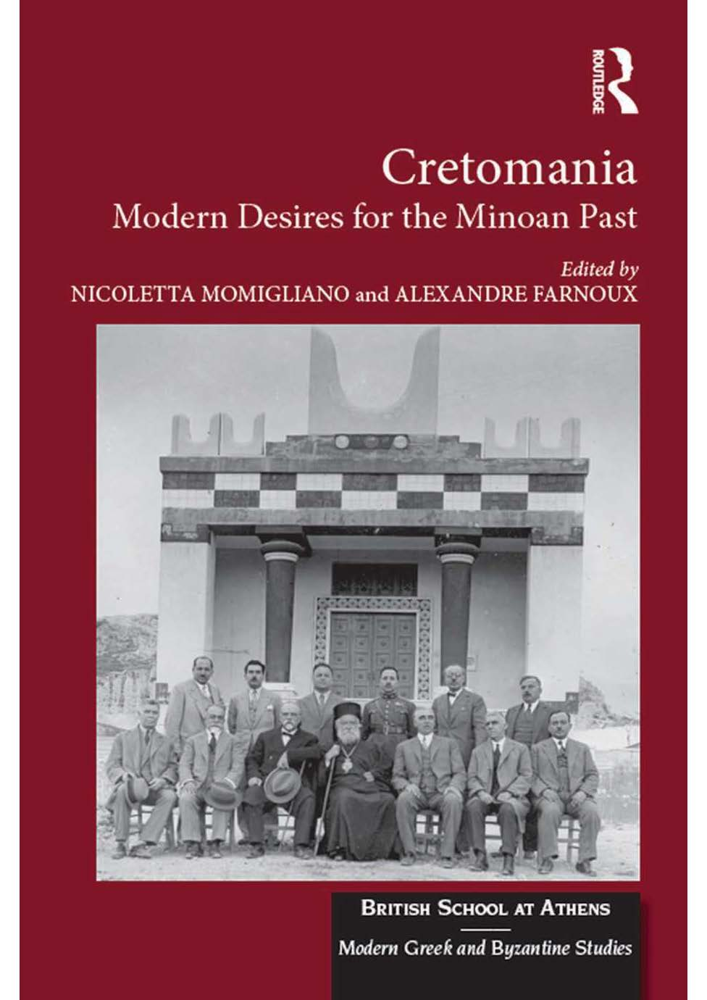 ROUTLEDGE
Cretomania
Modern Desires for the Minoan Past
Edited by
NICOLETTA MOMIGLIANO and ALEXANDRE FARNOUX
BRITISH SCHOOL AT ATHENS
Modern Greek and Byzantine Studies